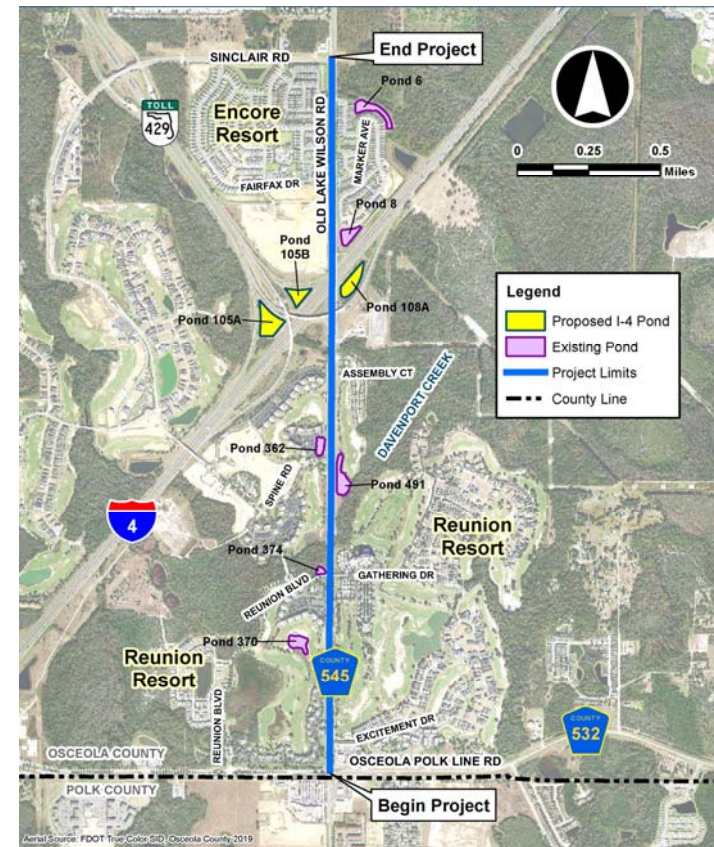 SINCLAIR RD
End Project
Pond 6
TOLL
429
Encore
Resort
OLD LAKE WILSON RD
MARKER AVE
FAIRFAX DR
0 0.25 0.5
Miles
Pond 8
Pond
105B
Pond 105A
Pond 108A
Legend
Proposed I-4 Pond
Existing Pond
Project Limits
County Line
ASSEMBLY CT
DAVENPORT CREEK
Pond 362
SPINE RD
Pond 491
4
Reunion
Resort
Pond 374
REUNION BLVD
GATHERING DR
Pond 370
Reunion
Resort
COUNTY
545
REUNION BLVD
EXCITEMENT DR
COUNTY
532
OSCEOLA COUNTY
OSCEOLA POLK LINE RD
POLK COUNTY
Begin Project
Aerial Source: FDOT True Color SID, Osceola County 2019